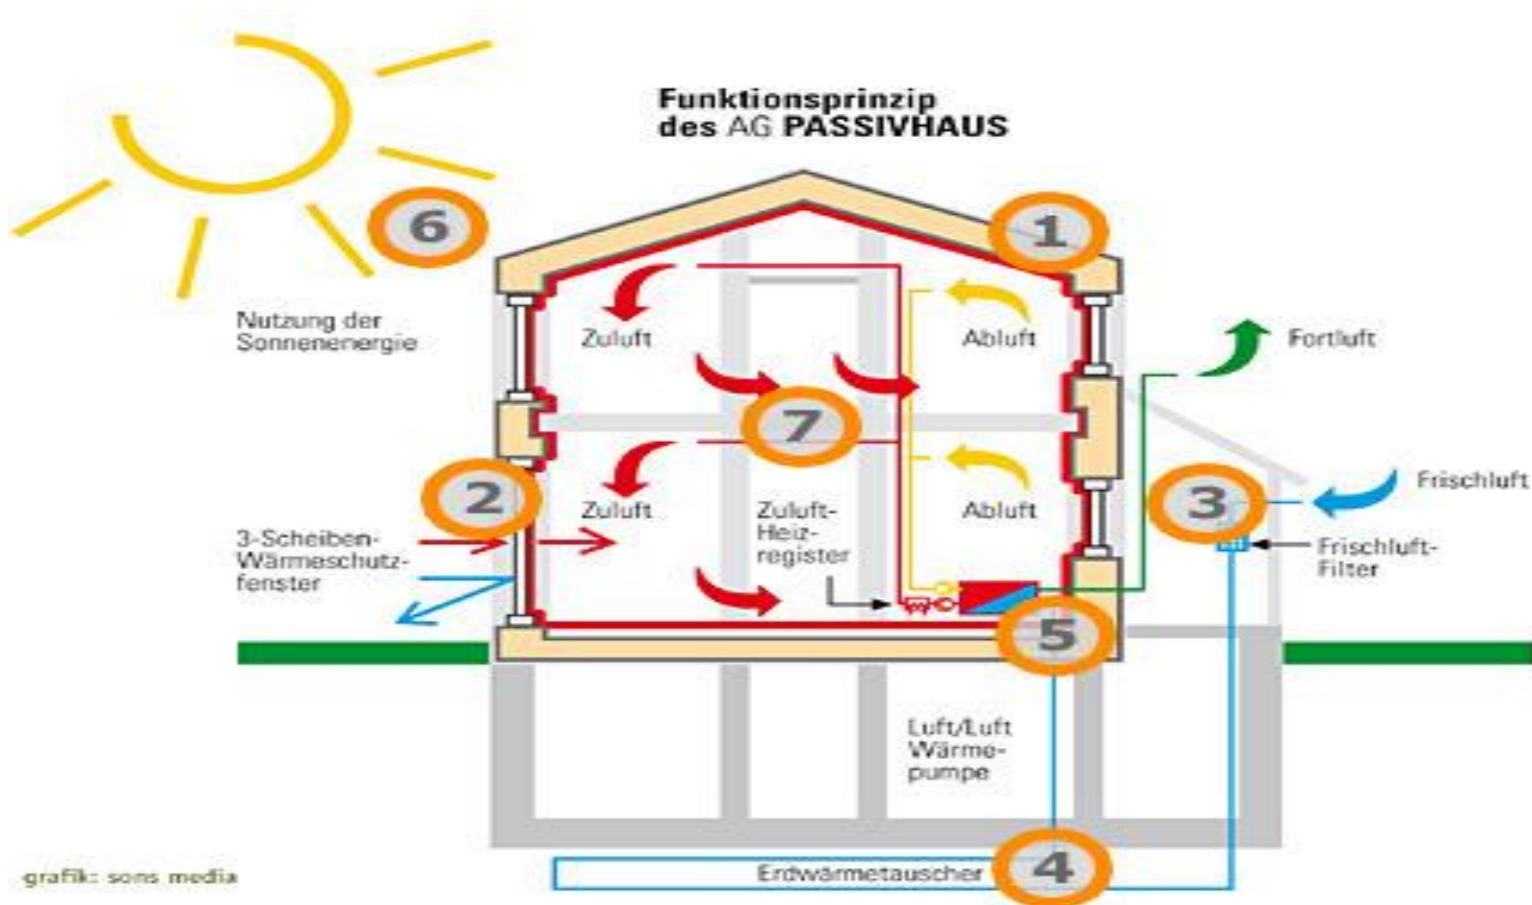 Funktionsprinzip
des AG PASSIVHAUS
6
1
Nutzung der
Sonnenenergie
Zuluft
Abluft
Fortluft
7
2
3
Frischluft
3-Scheiben-
Wärmeschutz-
fenster
Zuluft
Zuluft-
Heiz-
register
Abluft
Frischluft-
Filter
5
Luft/Luft
Wärme-
pumpe
4
Erdwärmetauscher
grafik: sons media